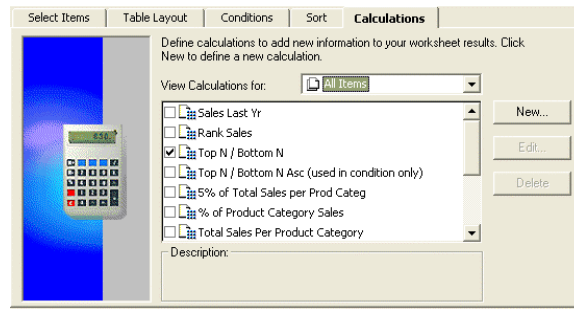 Select Items Table Layout Conditions Sort Calculations
Define calculations to add new information to your worksheet results. Click
New to define a new calculation.
View Calculations for: All Items
Sales Last Yr
Rank Sales
Top N / Bottom N
Top N / Bottom N Asc (used in condition only)
5% of Total Sales per Prod Categ
% of Product Category Sales
Total Sales Per Product Category
New...
Edit...
Delete
Description: